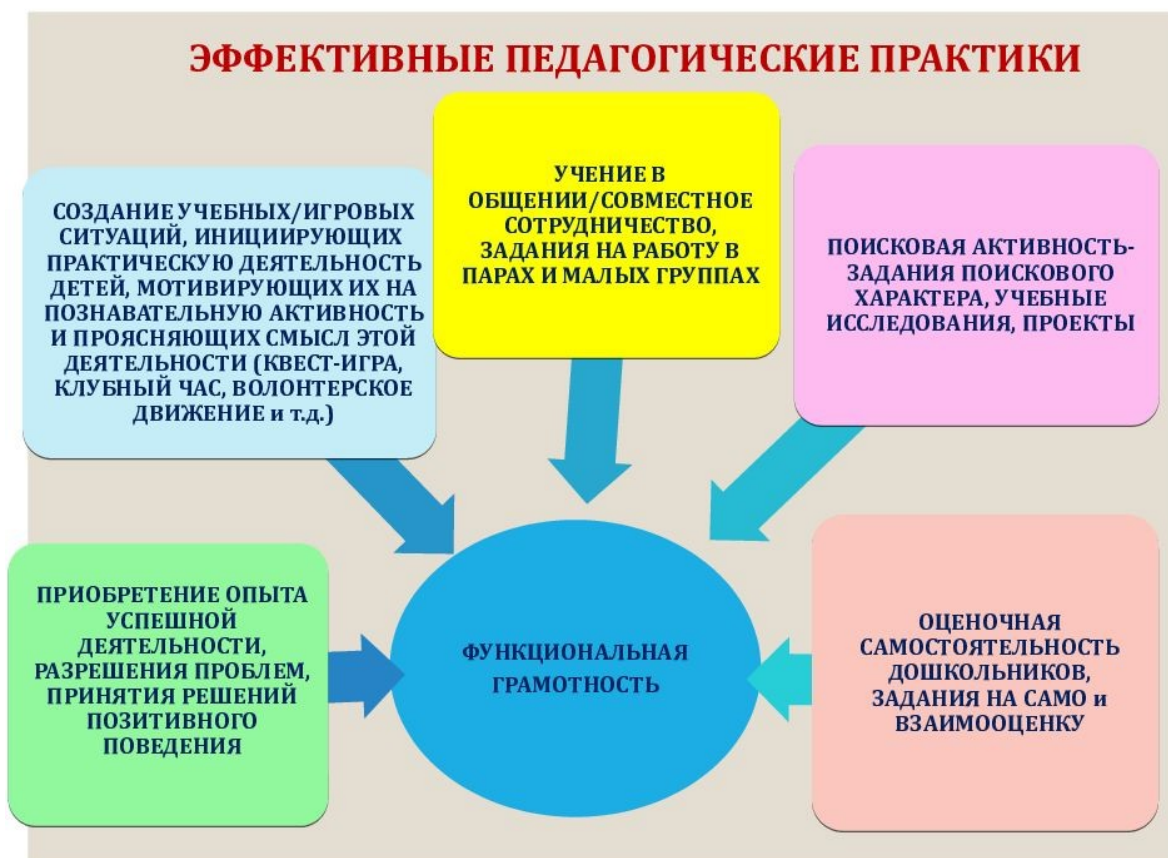 ЭФФЕКТИВНЫЕ ПЕДАГОГИЧЕСКИЕ ПРАКТИКИ
СОЗДАНИЕ УЧЕБНЫХ/ИГРОВЫХ
СИТУАЦИЙ, ИНИЦИИРУЮЩИХ
ПРАКТИЧЕСКУЮ ДЕЯТЕЛЬНОСТЬ
ДЕТЕЙ, МОТИВИРУЮЩИХ ИХ НА
ПОЗНАВАТЕЛЬНУЮ АКТИВНОСТЬ
И ПРОЯСНЯЮЩИХ СМЫСЛ ЭТОЙ
ДЕЯТЕЛЬНОСТИ (КВЕСТ-ИГРА,
КЛУБНЫЙ ЧАС, ВОЛОНТЕРСКОЕ
ДВИЖЕНИЕ и т.д.)
УЧЕНИЕ В
ОБЩЕНИИ/СОВМЕСТНОЕ
СОТРУДНИЧЕСТВО,
ЗАДАНИЯ НА РАБОТУ В
ПАРАХ И МАЛЫХ ГРУППАХ
ПОИСКОВАЯ АКТИВНОСТЬ-
ЗАДАНИЯ ПОИСКОВОГО
ХАРАКТЕРА, УЧЕБНЫЕ
ИССЛЕДОВАНИЯ, ПРОЕКТЫ
ПРИОБРЕТЕНИЕ ОПЫТА
УСПЕШНОЙ
ДЕЯТЕЛЬНОСТИ,
РАЗРЕШЕНИЯ ПРОБЛЕМ,
ПРИНЯТИЯ РЕШЕНИЙ
ПОЗИТИВНОГО
ПОВЕДЕНИЯ
ФУНКЦИОНАЛЬНАЯ
ГРАМОТНОСТЬ
ОЦЕНОЧНАЯ
САМОСТОЯТЕЛЬНОСТЬ
ДОШКОЛЬНИКОВ,
ЗАДАНИЯ НА САМО и
ВЗАИМООЦЕНКУ